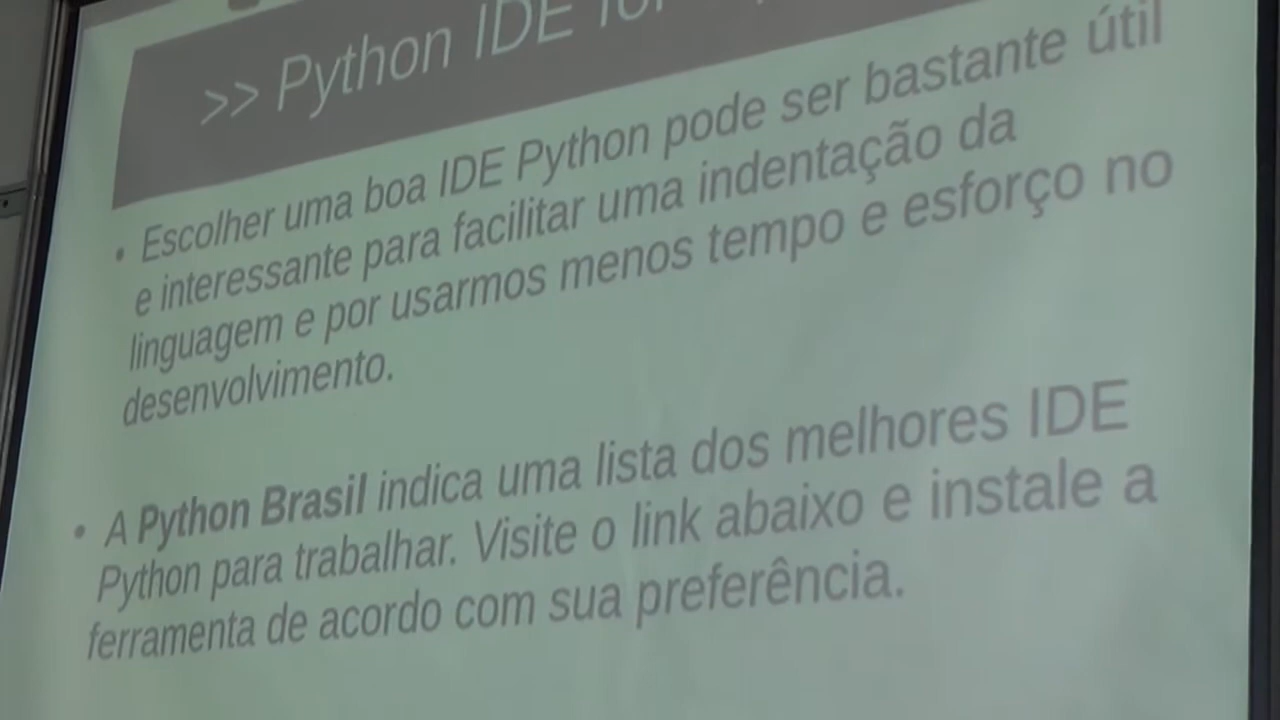 >> Python IDE for
• Escolher uma boa IDE Python pode ser bastante útil
e interessante para facilitar uma indentação da
linguagem e por usarmos menos tempo e esforço no
desenvolvimento.
• A Python Brasil indica uma lista dos melhores IDE
Python para trabalhar. Visite o link abaixo e instale a
ferramenta de acordo com sua preferência.